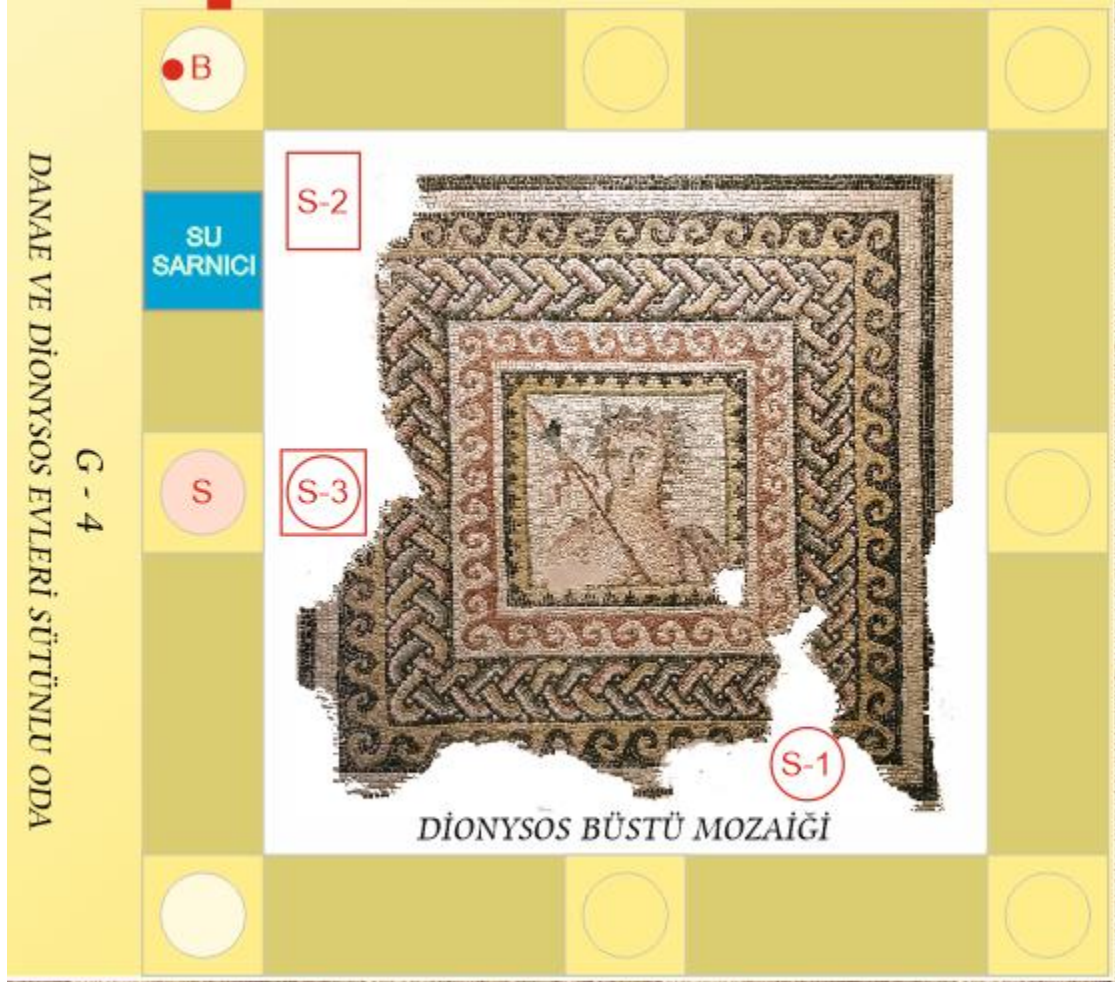 B
S-2
SU
SARNICI
S
S-3
S-1
DİONYSOS BÜSTÜ MOZAİĞİ
G - 4
DANAE VE DİONYSOS EVLERİ SÜTÜNLU ODA